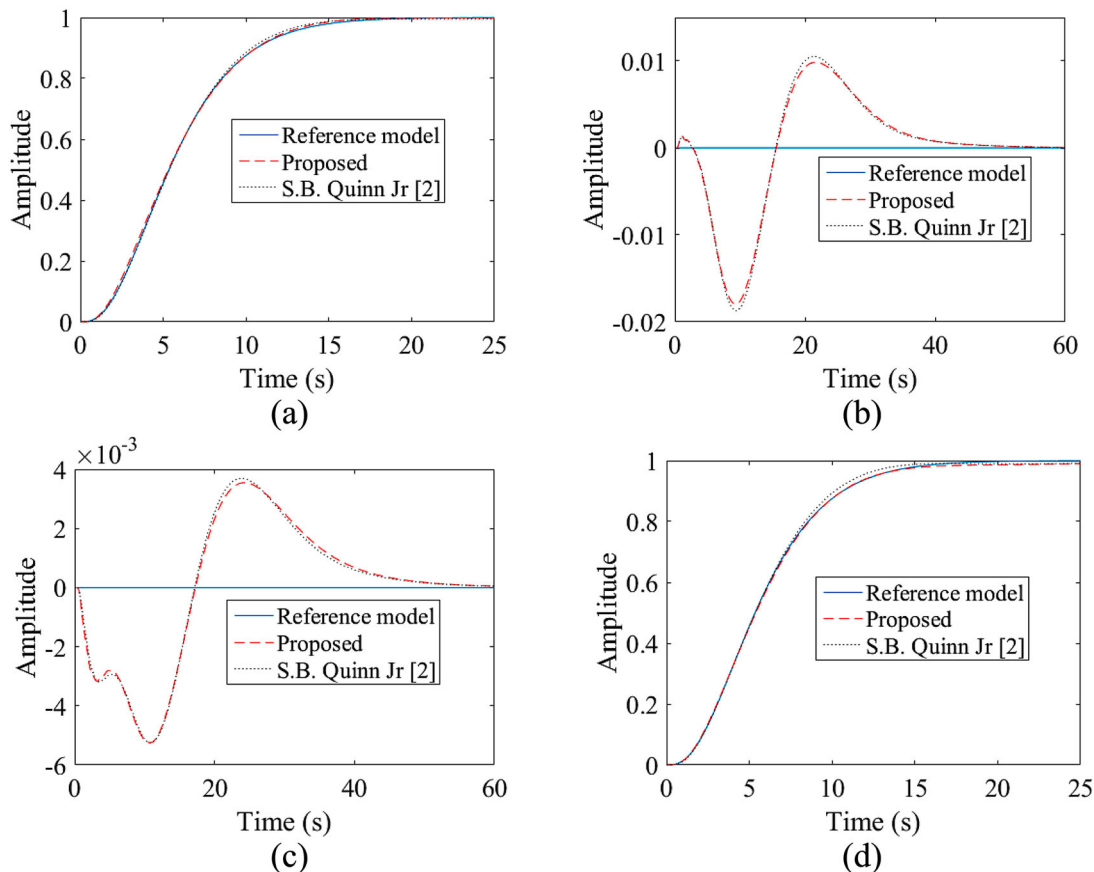 1
0.8
0.6
0.4
0.2
0
0 5 10 15 20 25
Amplitude
Time (s)
Reference model
Proposed
S.B. Quinn Jr [2]
(a)
0.01
0
-0.01
-0.02
0 20 40 60
Amplitude
Time (s)
Reference model
Proposed
S.B. Quinn Jr [2]
(b)
×10-3
4
2
0
-2
-4
-6
0 20 40 60
Amplitude
Time (s)
Reference model
Proposed
S.B. Quinn Jr [2]
(c)
1
0.8
0.6
0.4
0.2
0
0 5 10 15 20 25
Amplitude
Time (s)
Reference model
Proposed
S.B. Quinn Jr [2]
(d)